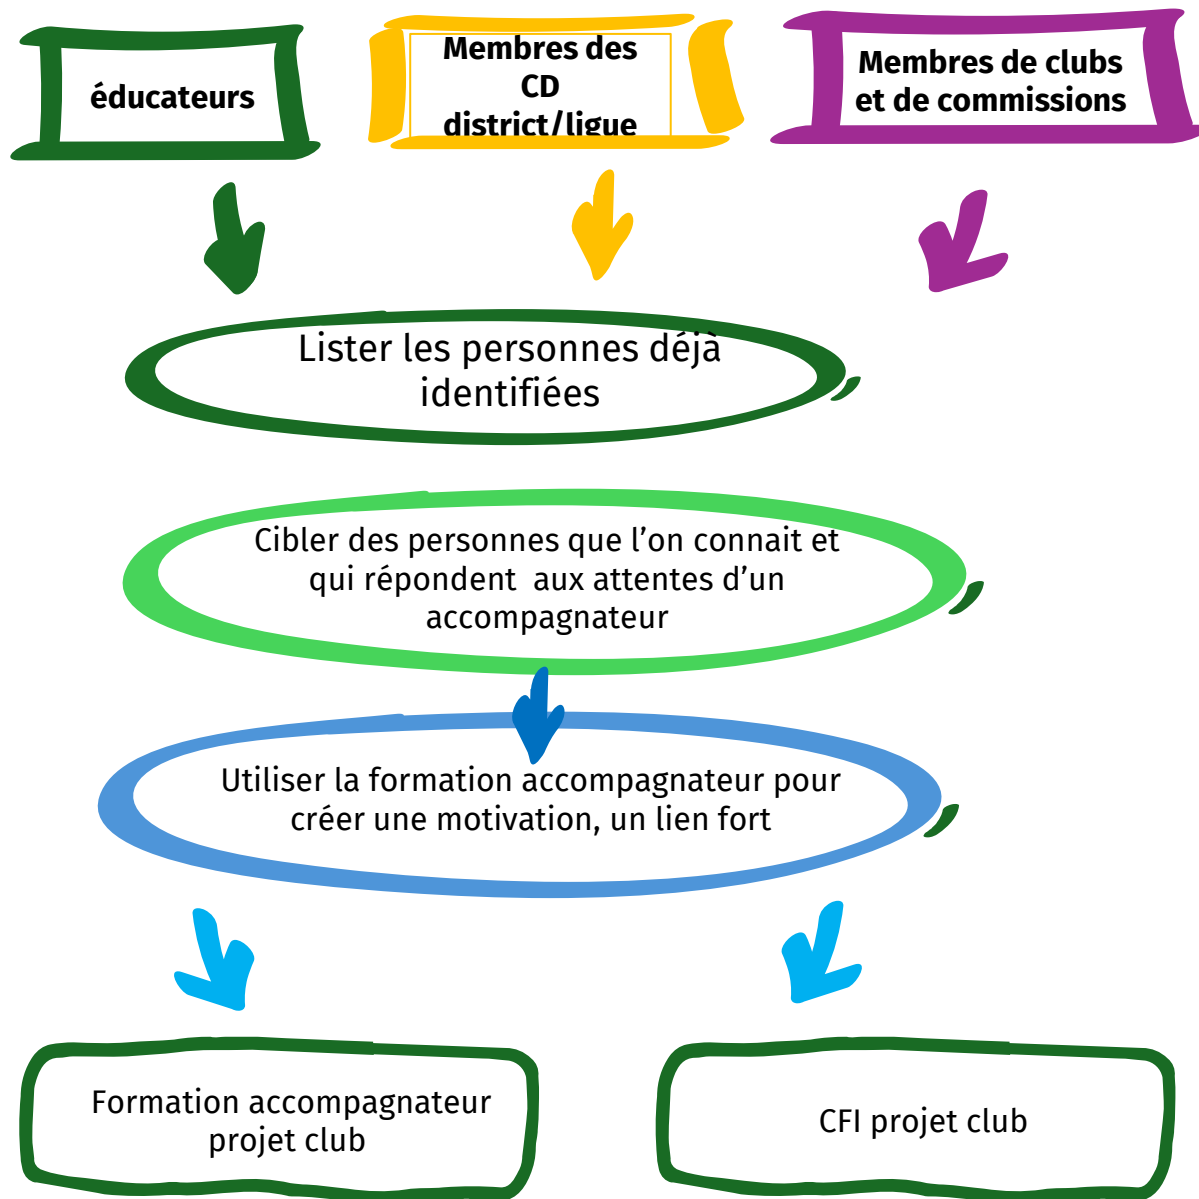 éducateurs
Membres des
CD
district/ligue
Membres de clubs
et de commissions
Lister les personnes déjà
identifiées
Cibler des personnes que l’on connait et
qui répondent  aux attentes d’un
accompagnateur
Utiliser la formation accompagnateur pour
créer une motivation, un lien fort
Formation accompagnateur
projet club
CFI projet club